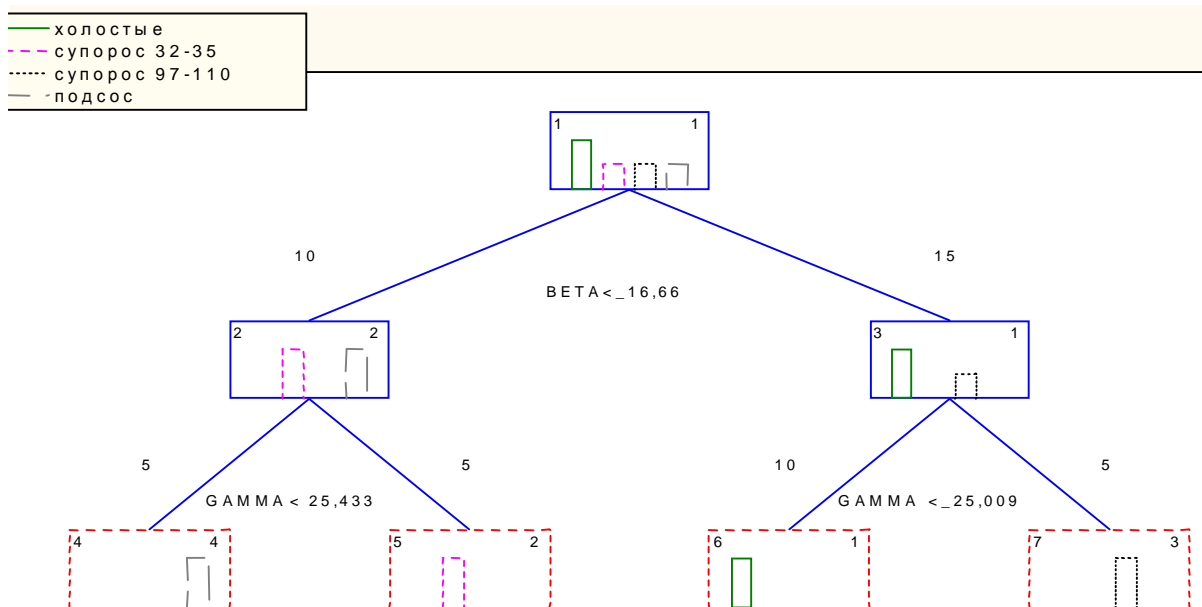 холостые
супорос 32-35
супорос 97-110
подсос
1 1
10 15
BETA<_16,66
2 2 3 1
5 5 10 5
GAMMA< 25,433 GAMMA <_25,009
4 4 5 2 6 1 7 3